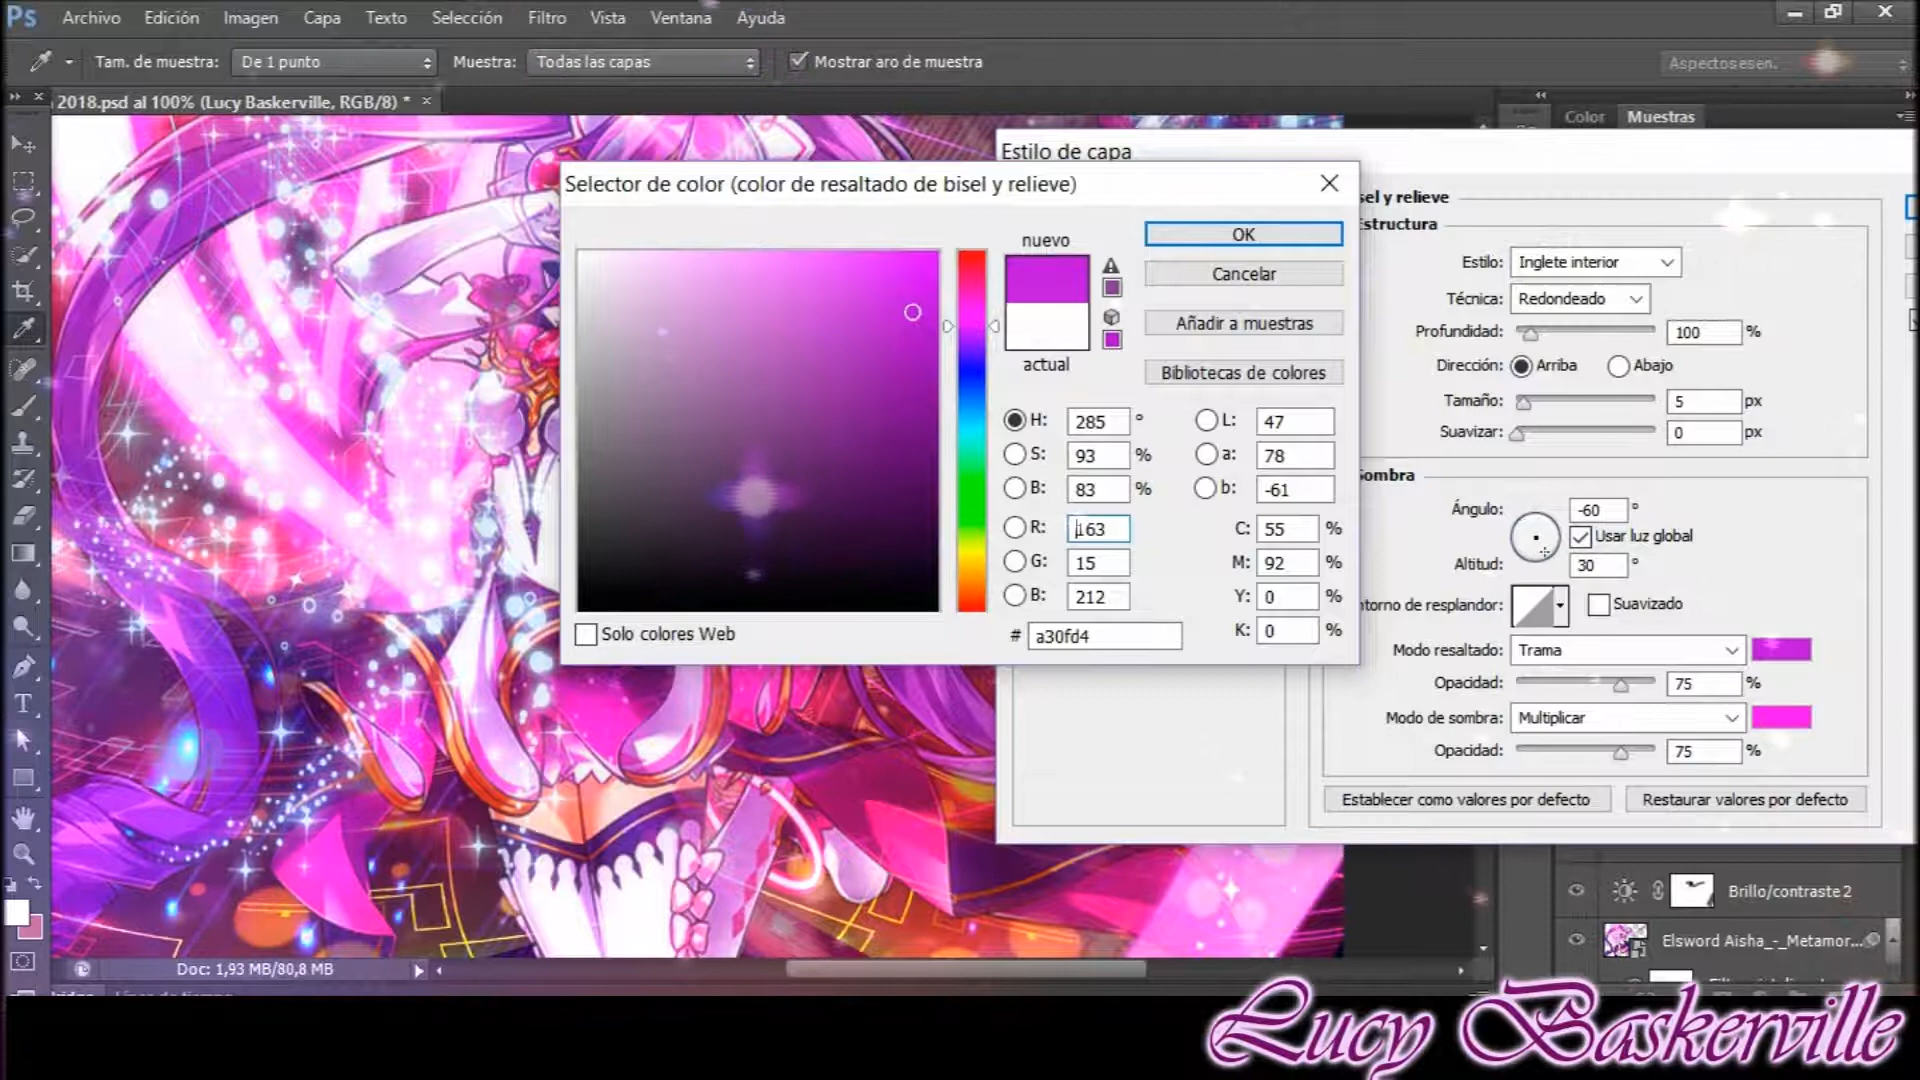 Ps Archivo Edición Imagen Capa Texto Selección Filtro Vista Ventana Ayuda
Tam. de muestra: De 1 punto Muestra: Todas las capas Mostrar aro de muestra Aspectos esen.
2018.psd al 100% (Lucy Baskerville, RGB/8) * ×
Color Muestras
Estilo de capa
Selector de color (color de resaltado de bisel y relieve)
sel y relieve
Estructura
nuevo
actual
OK
Cancelar
Añadir a muestras
Bibliotecas de colores
H: 285 °
S: 93 %
B: 83 %
R: 163
G: 15
B: 212
# a30fd4
L: 47
a: 78
b: -61
C: 55 %
M: 92 %
Y: 0 %
K: 0 %
Solo colores Web
Estilo: Inglete interior
Técnica: Redondeado
Profundidad: 100 %
Dirección: Arriba Abajo
Tamaño: 5 px
Suavizar: 0 px
Sombra
Ángulo: -60 °
Usar luz global
Altitud: 30 °
ntorno de resplandor: Suavizado
Modo resaltado: Trama
Opacidad: 75 %
Modo de sombra: Multiplicar
Opacidad: 75 %
Establecer como valores por defecto Restaurar valores por defecto
Brillo/contraste 2
Elsword Aisha_-_Metamor...
Doc: 1,93 MB/80,8 MB
Lucy Baskerville